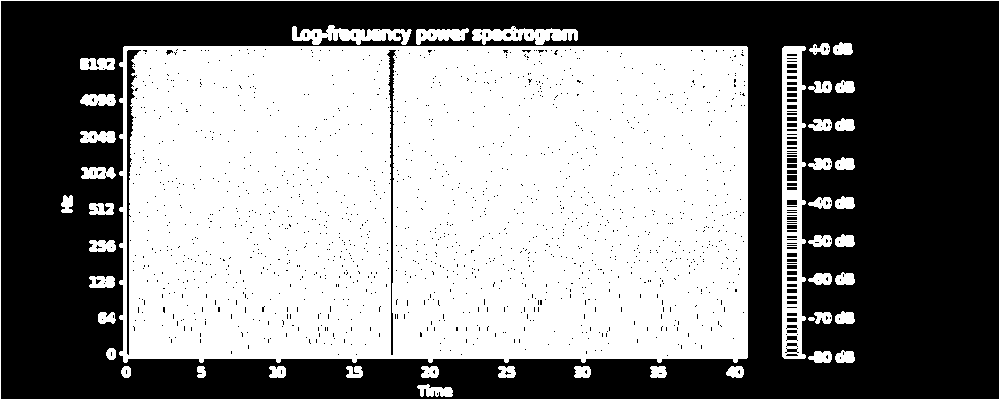 Log-frequency power spectrogram
+0 dB
8192
-10 dB
4096
-20 dB
2048
-30 dB
1024
-40 dB
Hz
512
-50 dB
256
-60 dB
128
-70 dB
64
-80 dB
0
0 5 10 15 20 25 30 35 40
Time